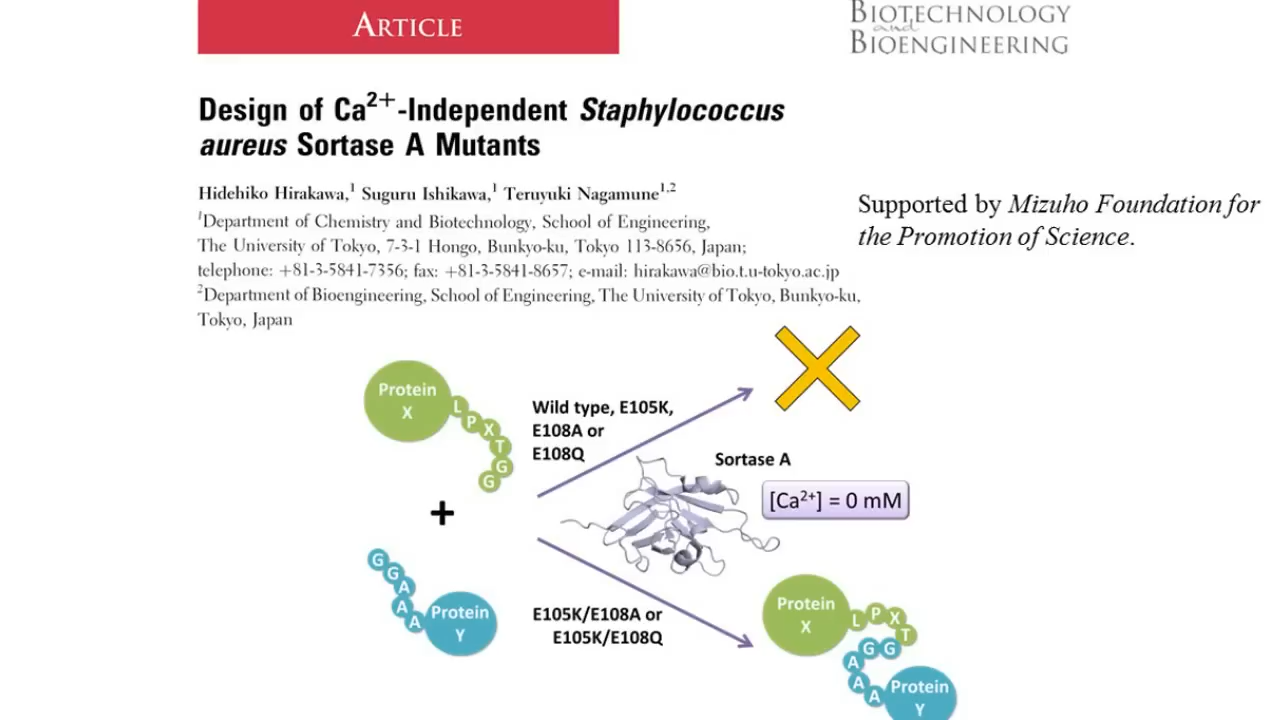 ARTICLE
BIOTECHNOLOGY
and
BIOENGINEERING
Design of Ca²⁺-Independent Staphylococcus
aureus Sortase A Mutants
Hidehiko Hirakawa,¹ Suguru Ishikawa,¹ Teruyuki Nagamune¹,²
¹Department of Chemistry and Biotechnology, School of Engineering,
The University of Tokyo, 7-3-1 Hongo, Bunkyo-ku, Tokyo 113-8656, Japan;
telephone: +81-3-5841-7356; fax: +81-3-5841-8657; e-mail: hirakawa@bio.t.u-tokyo.ac.jp
²Department of Bioengineering, School of Engineering, The University of Tokyo, Bunkyo-ku,
Tokyo, Japan
Supported by Mizuho Foundation for
the Promotion of Science.
Protein
X
L
P
X
T
G
G
+
G
G
A
A
A
Protein
Y
Wild type, E105K,
E108A or
E108Q
Sortase A
[Ca²⁺] = 0 mM
E105K/E108A or
E105K/E108Q
Protein
X
L
P
X
T
G
G
A
A
A
Protein
Y